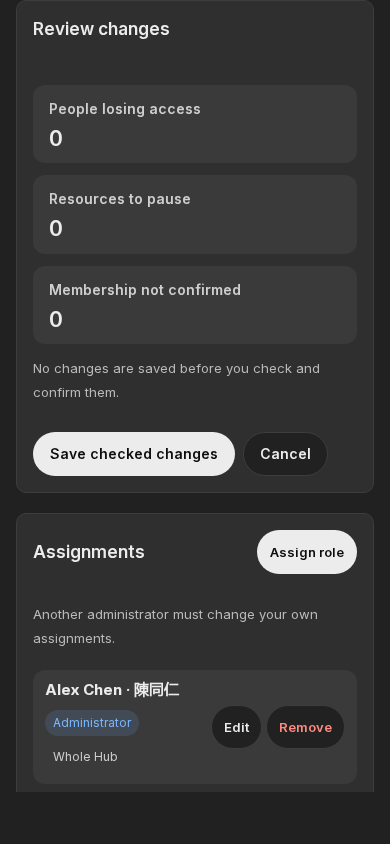 Review changes
People losing access
0
Resources to pause
0
Membership not confirmed
0
No changes are saved before you check and
confirm them.
Save checked changes
Cancel
Assignments
Assign role
Another administrator must change your own
assignments.
Alex Chen · 陳同仁
Administrator
Edit
Remove
Whole Hub